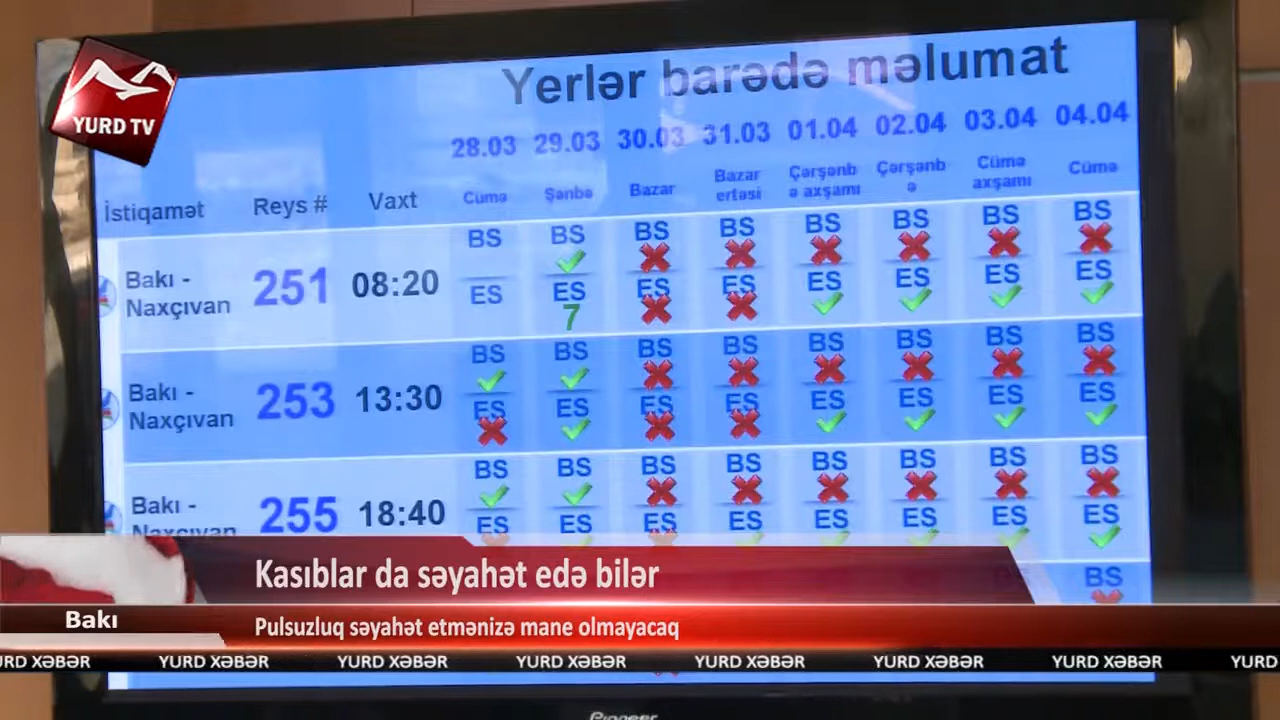 YURD TV
Yerlər barədə məlumat
28.03 29.03 30.03 31.03 01.04 02.04 03.04 04.04
İstiqamət Reys # Vaxt Cümə Şənbə Bazar Bazar ertəsi Çərşənbə axşamı Çərşənbə Cümə axşamı Cümə
BS BS BS BS BS BS BS BS
Bakı - Naxçıvan 251 08:20
ES ES ES ES ES ES ES ES
7
BS BS BS BS BS BS BS BS
Bakı - Naxçıvan 253 13:30
ES ES ES ES ES ES ES ES
BS BS BS BS BS BS BS BS
Bakı - Naxçıvan 255 18:40
ES ES ES ES ES ES ES ES
BS
Kasıblar da səyahət edə bilər
Bakı
Pulsuzluq səyahət etmənizə mane olmayacaq
URD XƏBƏR YURD XƏBƏR YURD XƏBƏR YURD XƏBƏR YURD XƏBƏR YURD XƏBƏR YURD XƏBƏR YURD
Pioneer